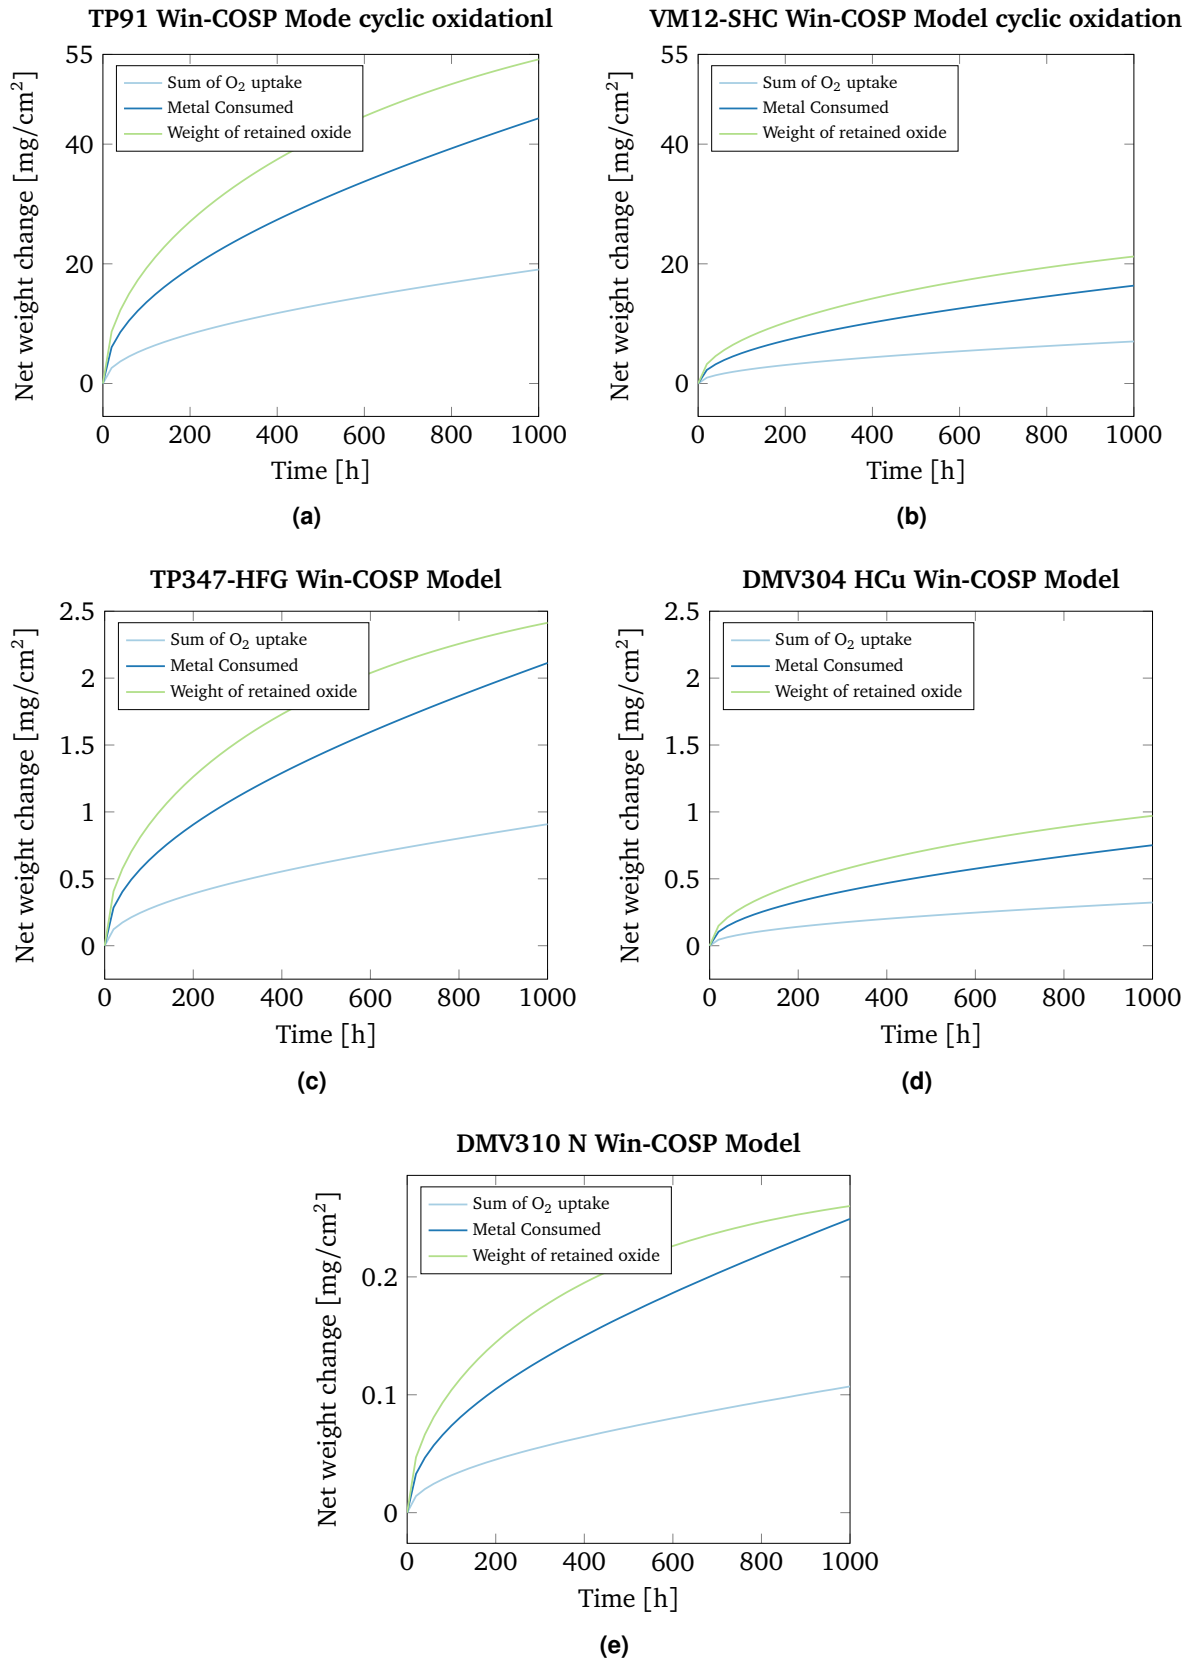 TP91 Win-COSP Mode cyclic oxidationl
Net weight change [mg/cm²]
55
40
20
0
Sum of O₂ uptake
Metal Consumed
Weight of retained oxide
0 200 400 600 800 1000
Time [h]
(a)
VM12-SHC Win-COSP Model cyclic oxidation
Net weight change [mg/cm²]
55
40
20
0
Sum of O₂ uptake
Metal Consumed
Weight of retained oxide
0 200 400 600 800 1000
Time [h]
(b)
TP347-HFG Win-COSP Model
Net weight change [mg/cm²]
2.5
2
1.5
1
0.5
0
Sum of O₂ uptake
Metal Consumed
Weight of retained oxide
0 200 400 600 800 1000
Time [h]
(c)
DMV304 HCu Win-COSP Model
Net weight change [mg/cm²]
2.5
2
1.5
1
0.5
0
Sum of O₂ uptake
Metal Consumed
Weight of retained oxide
0 200 400 600 800 1000
Time [h]
(d)
DMV310 N Win-COSP Model
Net weight change [mg/cm²]
0.2
0.1
0
Sum of O₂ uptake
Metal Consumed
Weight of retained oxide
0 200 400 600 800 1000
Time [h]
(e)